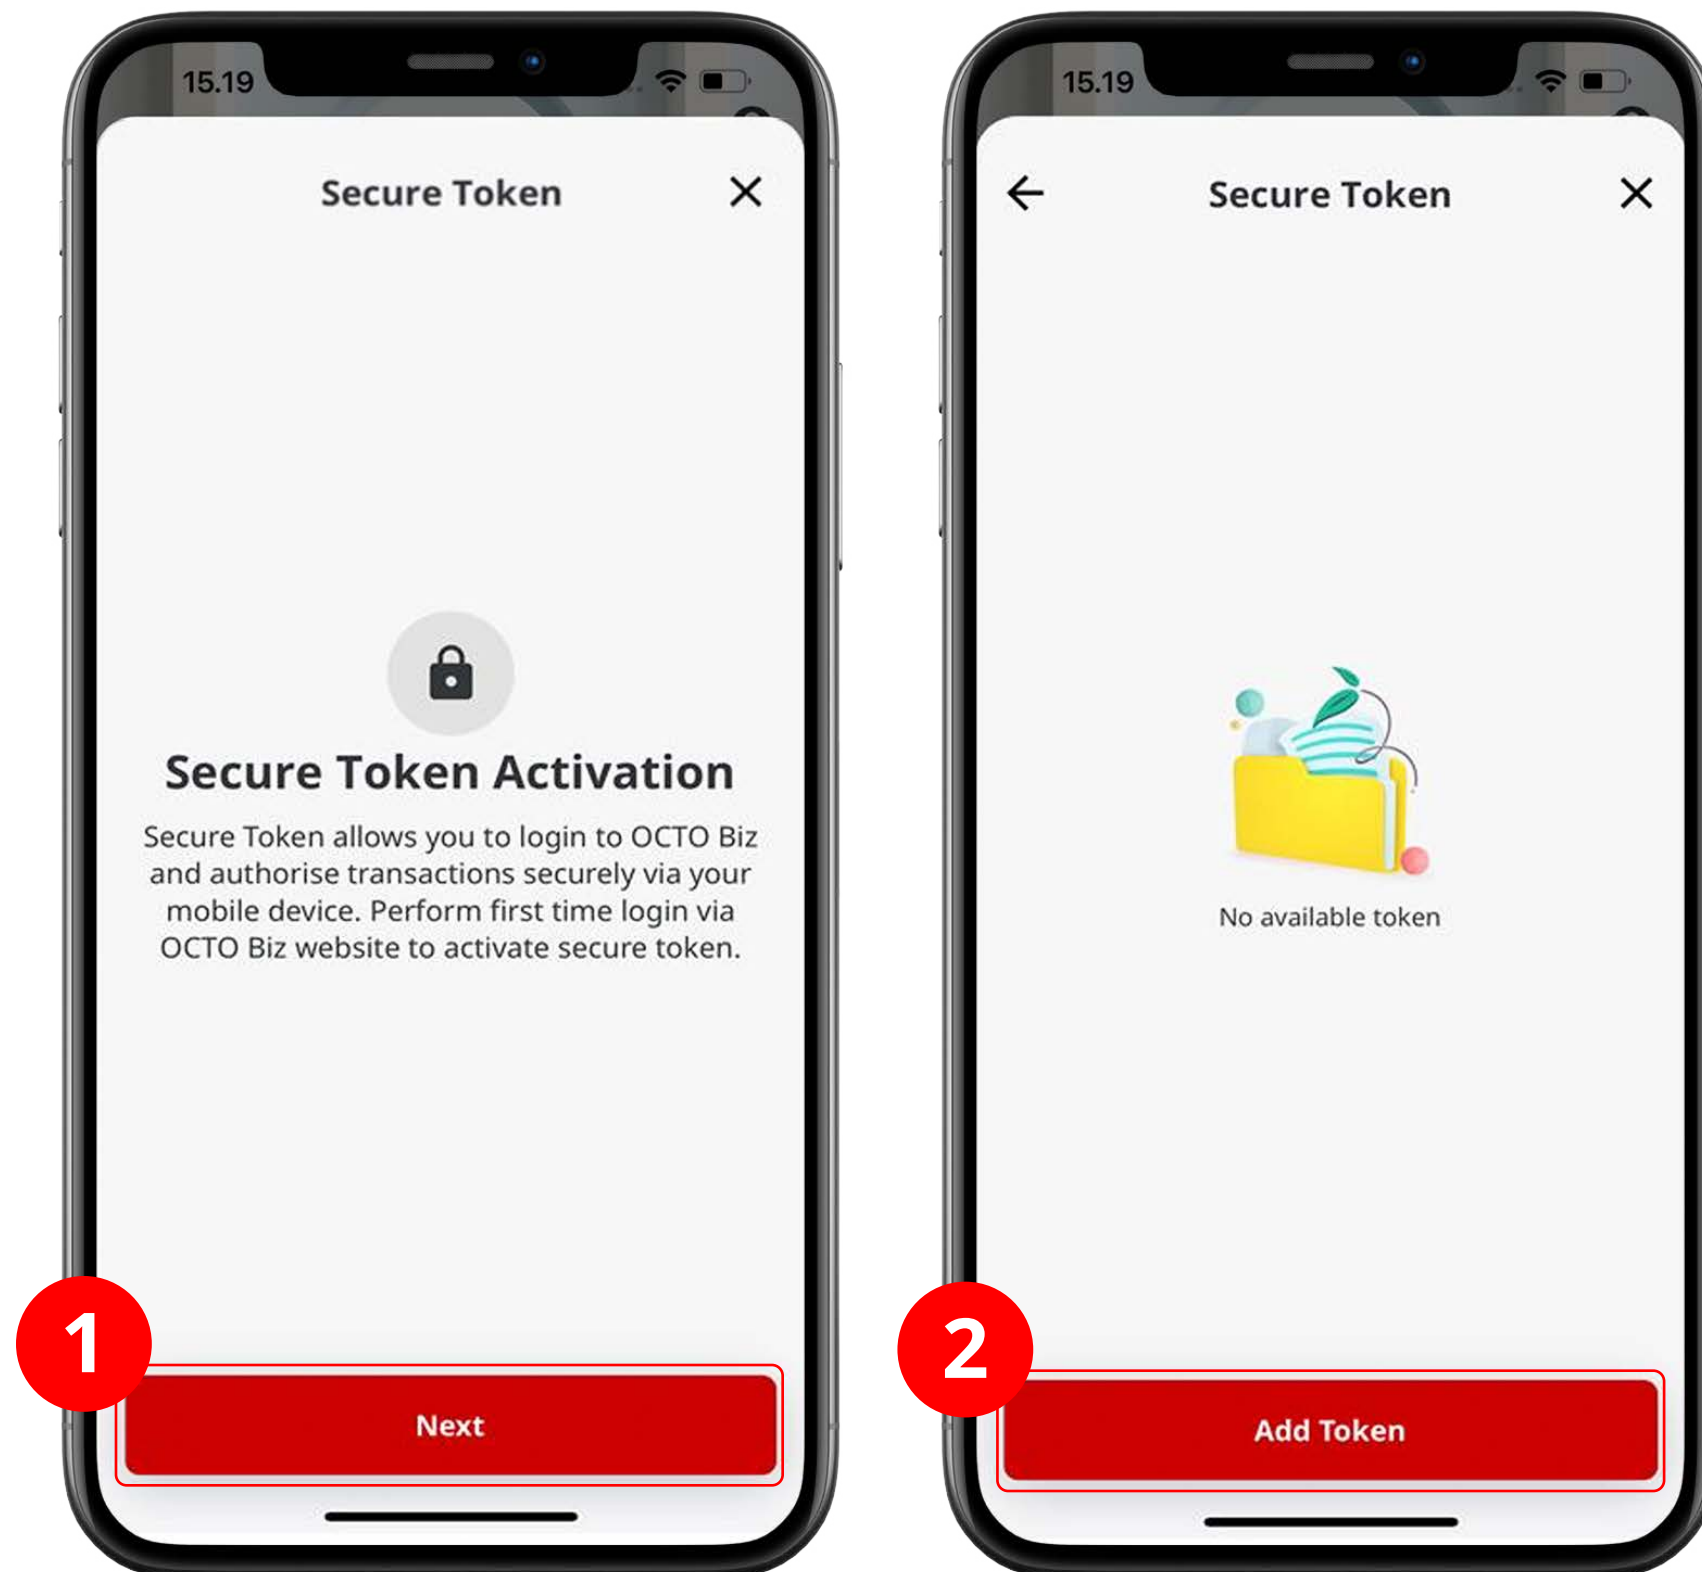 15.19
Secure Token
Secure Token Activation
Secure Token allows you to login to OCTO Biz
and authorise transactions securely via your
mobile device. Perform first time login via
OCTO Biz website to activate secure token.
1
Next
15.19
Secure Token
No available token
2
Add Token